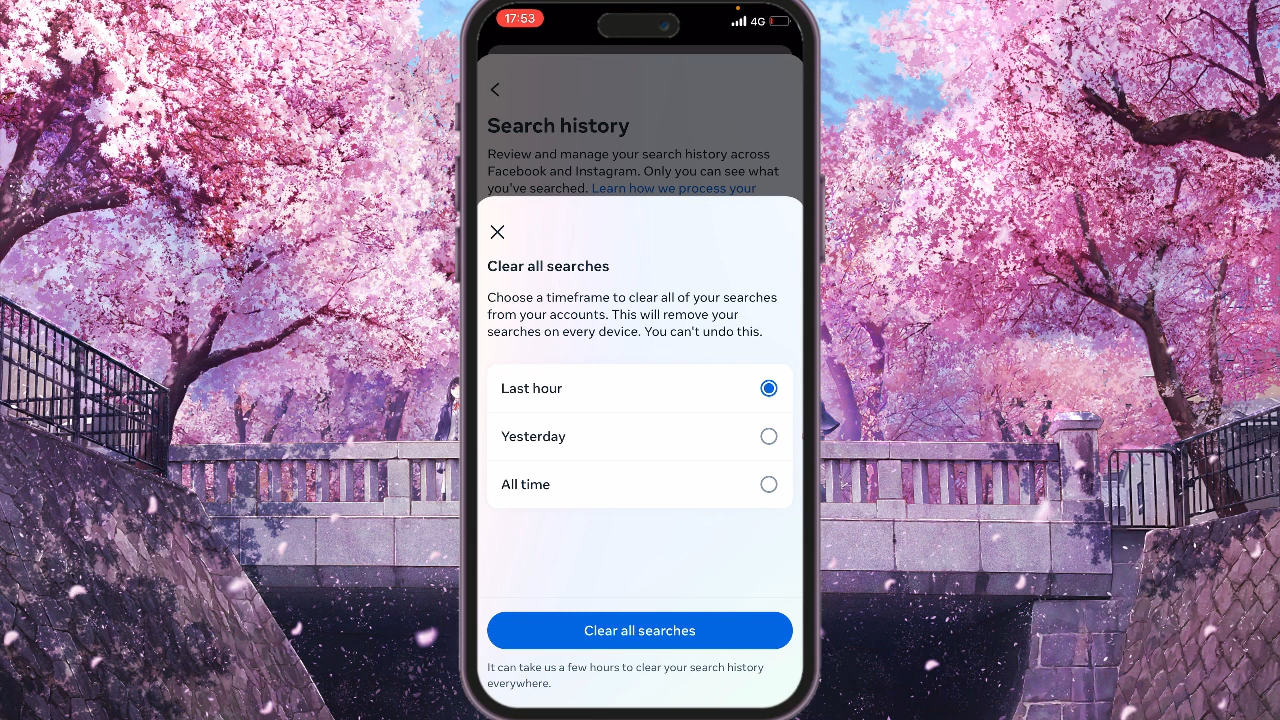 17:53
4G
Search history
Review and manage your search history across
Facebook and Instagram. Only you can see what
you've searched. Learn how we process your
Clear all searches
Choose a timeframe to clear all of your searches
from your accounts. This will remove your
searches on every device. You can't undo this.
Last hour
Yesterday
All time
Clear all searches
It can take us a few hours to clear your search history
everywhere.